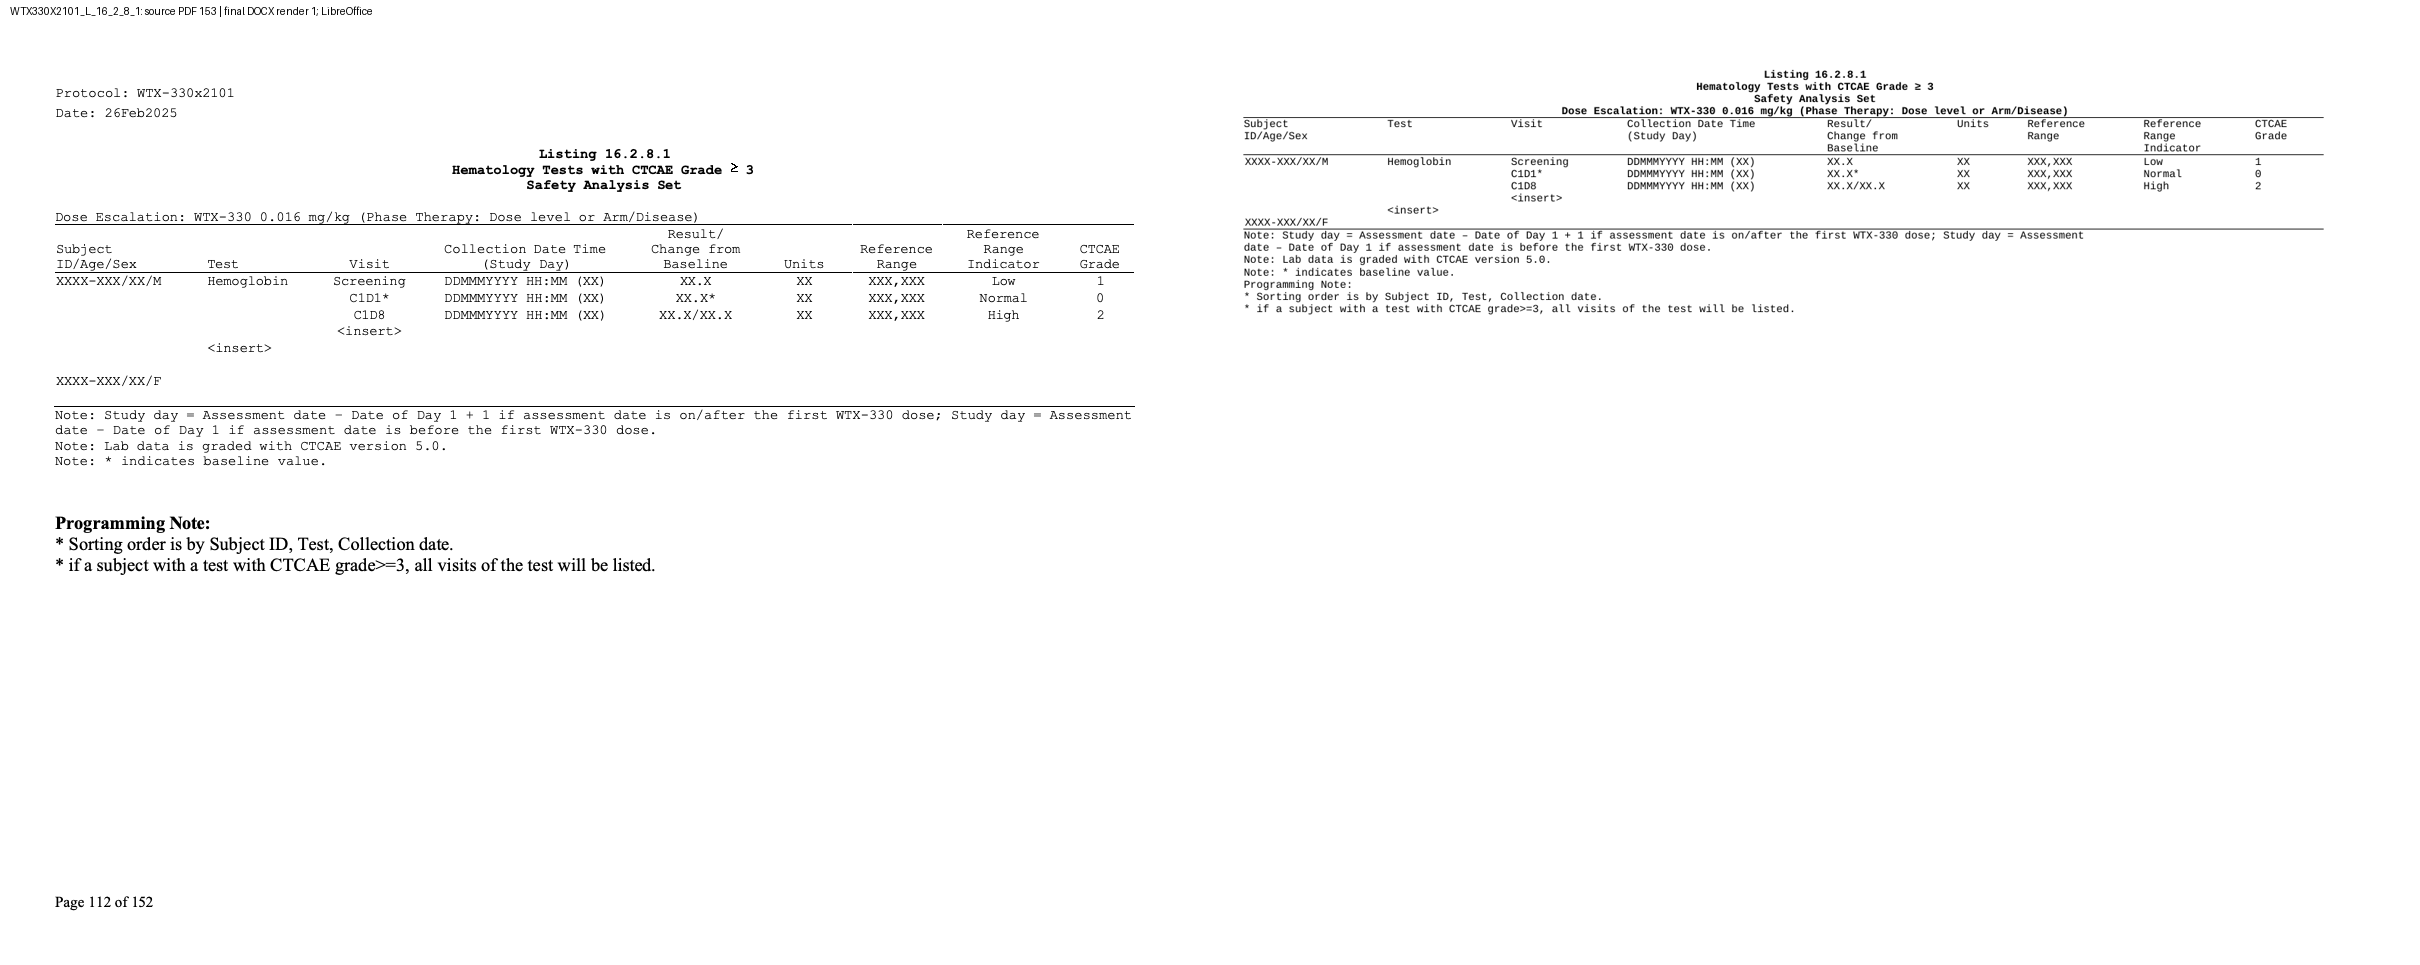 WTX330X2101_L_16_2_8_1: source PDF 153 | final DOCX render 1; LibreOffice
Protocol: WTX-330x2101
Date: 26Feb2025
Listing 16.2.8.1
Hematology Tests with CTCAE Grade ≥ 3
Safety Analysis Set
Dose Escalation: WTX-330 0.016 mg/kg (Phase Therapy: Dose level or Arm/Disease)
Result/ Reference
Subject Collection Date Time Change from Reference Range CTCAE
ID/Age/Sex Test Visit (Study Day) Baseline Units Range Indicator Grade
XXXX-XXX/XX/M Hemoglobin Screening DDMMMYYYY HH:MM (XX) XX.X XX XXX,XXX Low 1
C1D1* DDMMMYYYY HH:MM (XX) XX.X* XX XXX,XXX Normal 0
C1D8 DDMMMYYYY HH:MM (XX) XX.X/XX.X XX XXX,XXX High 2
<insert>
<insert>
XXXX-XXX/XX/F
Note: Study day = Assessment date – Date of Day 1 + 1 if assessment date is on/after the first WTX-330 dose; Study day = Assessment
date – Date of Day 1 if assessment date is before the first WTX-330 dose.
Note: Lab data is graded with CTCAE version 5.0.
Note: * indicates baseline value.
Programming Note:
* Sorting order is by Subject ID, Test, Collection date.
* if a subject with a test with CTCAE grade>=3, all visits of the test will be listed.
Page 112 of 152
Listing 16.2.8.1
Hematology Tests with CTCAE Grade ≥ 3
Safety Analysis Set
Dose Escalation: WTX-330 0.016 mg/kg (Phase Therapy: Dose level or Arm/Disease)
Subject Test Visit Collection Date Time Result/ Units Reference Reference CTCAE
ID/Age/Sex (Study Day) Change from Range Range Grade
Baseline Indicator
XXXX-XXX/XX/M Hemoglobin Screening DDMMMYYYY HH:MM (XX) XX.X XX XXX,XXX Low 1
C1D1* DDMMMYYYY HH:MM (XX) XX.X* XX XXX,XXX Normal 0
C1D8 DDMMMYYYY HH:MM (XX) XX.X/XX.X XX XXX,XXX High 2
<insert>
<insert>
XXXX-XXX/XX/F
Note: Study day = Assessment date – Date of Day 1 + 1 if assessment date is on/after the first WTX-330 dose; Study day = Assessment
date – Date of Day 1 if assessment date is before the first WTX-330 dose.
Note: Lab data is graded with CTCAE version 5.0.
Note: * indicates baseline value.
Programming Note:
* Sorting order is by Subject ID, Test, Collection date.
* if a subject with a test with CTCAE grade>=3, all visits of the test will be listed.